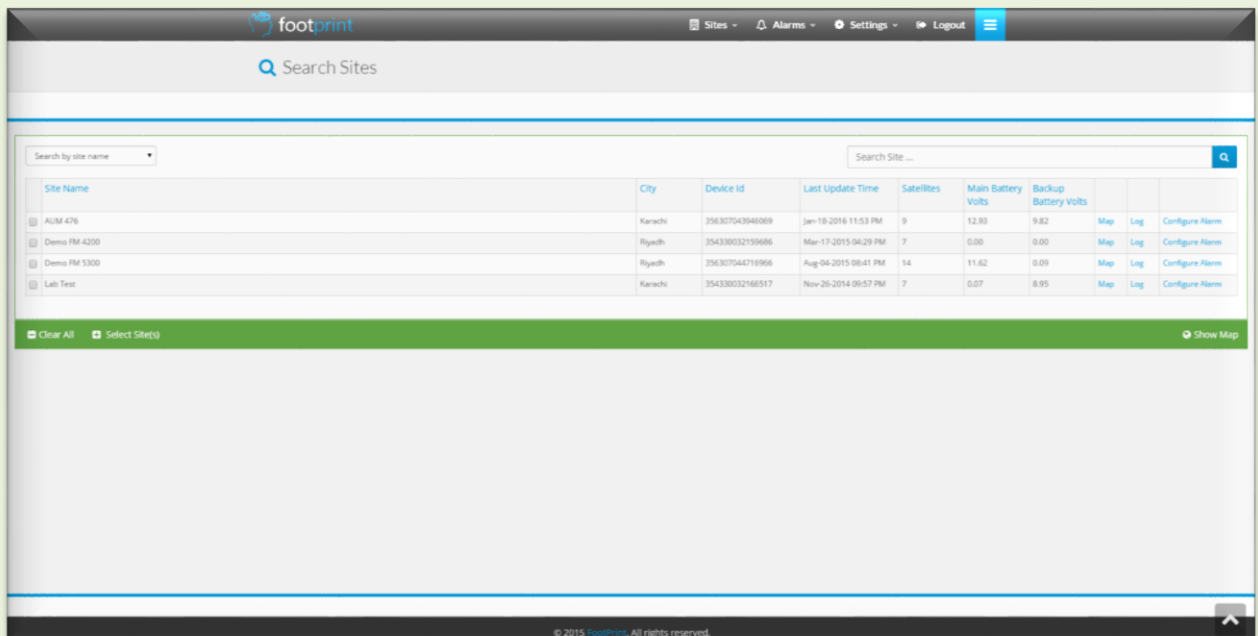 footprint Sites Alarms Settings Logout
Search Sites
Search by site name Search Site ...
Site Name City Device Id Last Update Time Satellites Main Battery Volts Backup Battery Volts
AUM 476 Karachi 356307043946069 Jan-18-2016 11:53 PM 9 12.93 9.82 Map Log Configure Alarm
Demo FM 4200 Riyadh 354330032159686 Mar-17-2015 04:29 PM 7 0.00 0.00 Map Log Configure Alarm
Demo FM 5300 Riyadh 356307044716966 Aug-04-2015 08:41 PM 14 11.62 0.09 Map Log Configure Alarm
Lab Test Karachi 354330032166517 Nov-26-2014 09:57 PM 7 0.07 8.95 Map Log Configure Alarm
Clear All Select Site(s) Show Map
© 2015 FootPrint. All rights reserved.